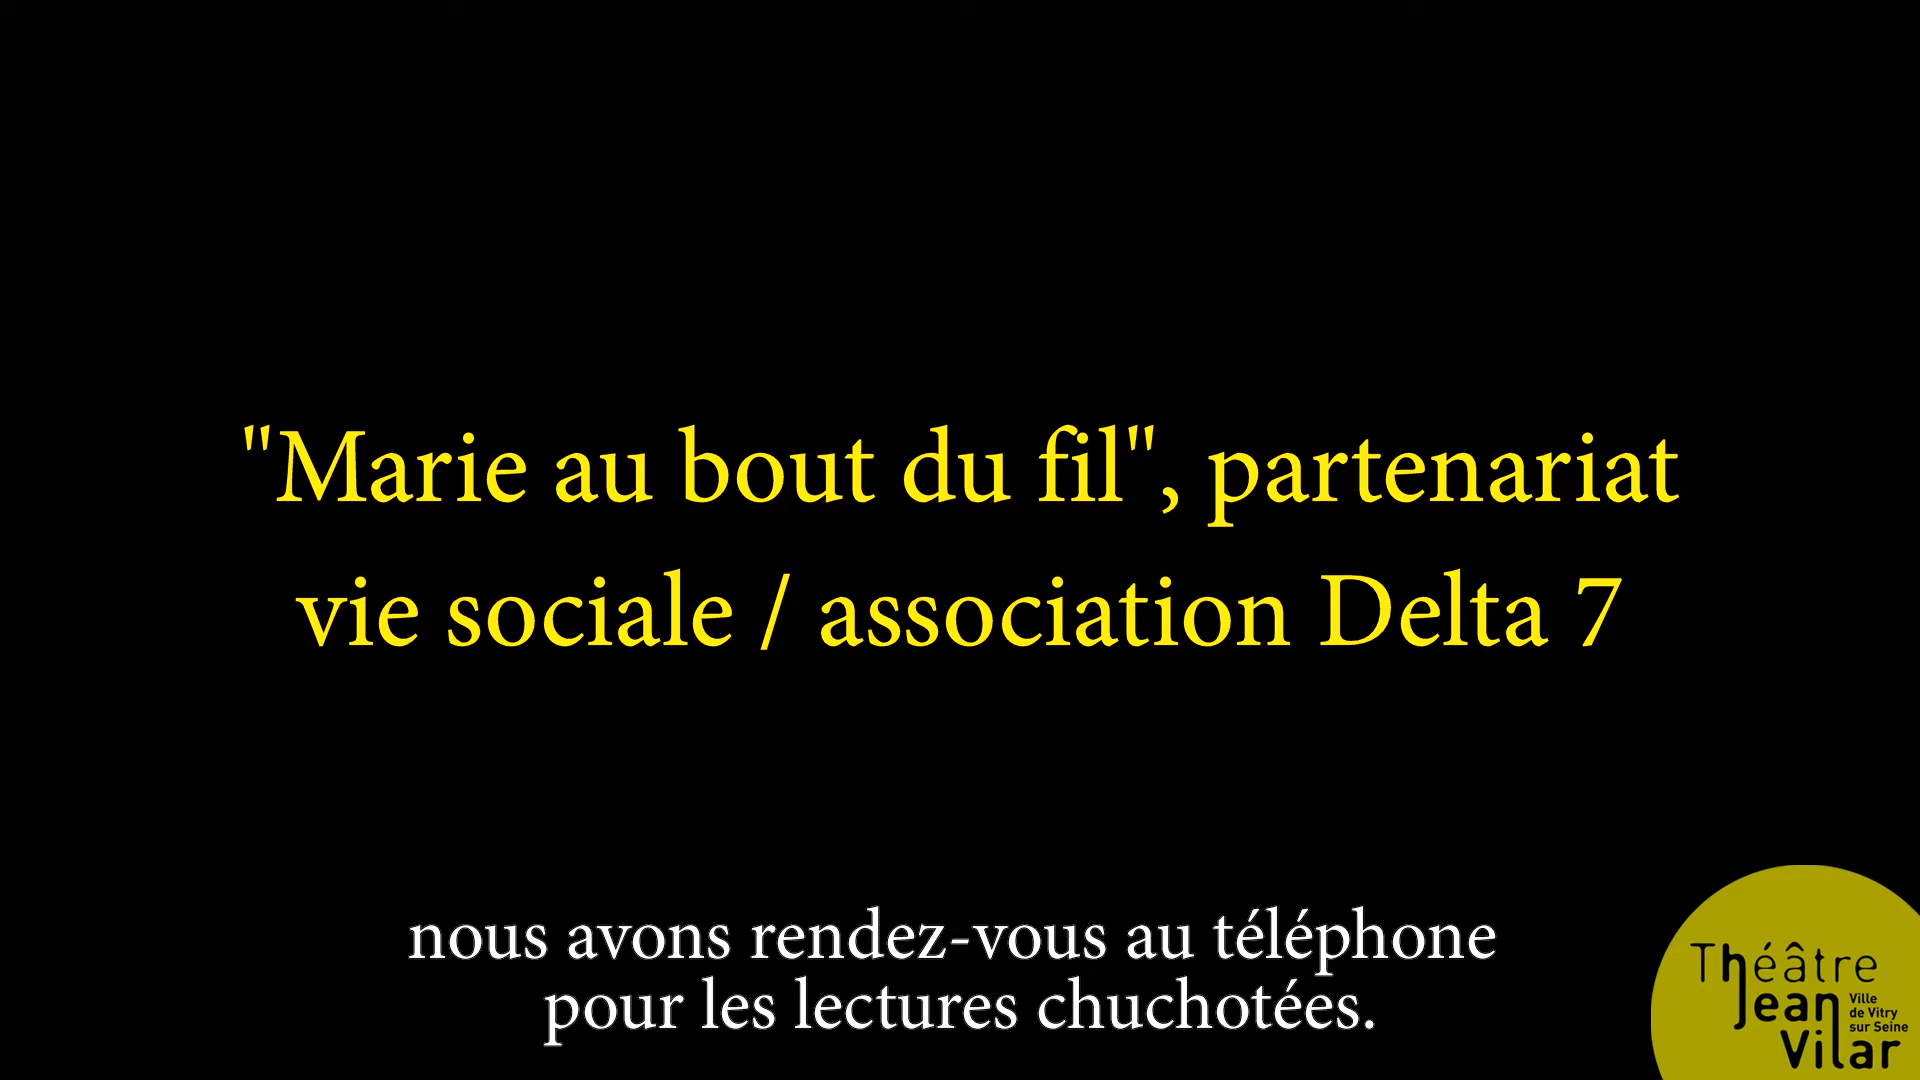 "Marie au bout du fil", partenariat
vie sociale / association Delta 7
nous avons rendez-vous au téléphone
pour les lectures chuchotées.
Théâtre
Jean
Vilar
Ville
de Vitry
sur Seine